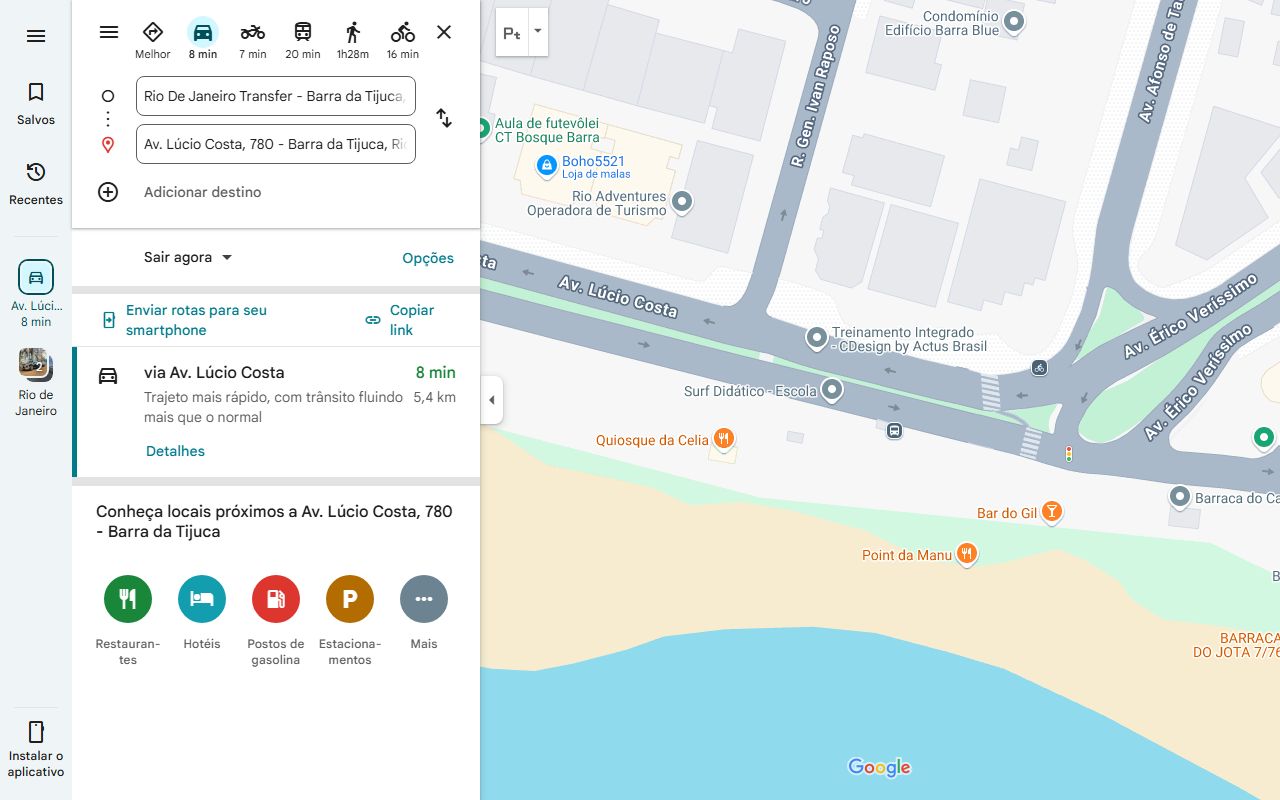 Melhor
8 min
7 min
20 min
1h28m
16 min
Rio De Janeiro Transfer - Barra da Tijuca,
Av. Lúcio Costa, 780 - Barra da Tijuca, Ri
Adicionar destino
Salvos
Recentes
Av. Lúci...
8 min
2
Rio de
Janeiro
Instalar o
aplicativo
Sair agora
Opções
Enviar rotas para seu
smartphone
Copiar
link
via Av. Lúcio Costa
8 min
Trajeto mais rápido, com trânsito fluindo
mais que o normal
5,4 km
Detalhes
Conheça locais próximos a Av. Lúcio Costa, 780
- Barra da Tijuca
P
Restauran-
tes
Hotéis
Postos de
gasolina
Estaciona-
mentos
Mais
Condomínio
Edifício Barra Blue
R. Gen. Ivan Raposo
Av. Afonso de Ta
Aula de futevôlei
CT Bosque Barra
Boho5521
Loja de malas
Rio Adventures
Operadora de Turismo
sta
Av. Lúcio Costa
Av. Érico Veríssimo
Av. Érico Veríssimo
Treinamento Integrado
- CDesign by Actus Brasil
Surf Didático - Escola
Quiosque da Celia
Barraca do Ca
Bar do Gil
Point da Manu
B
BARRACA
DO JOTA 7/76
Google